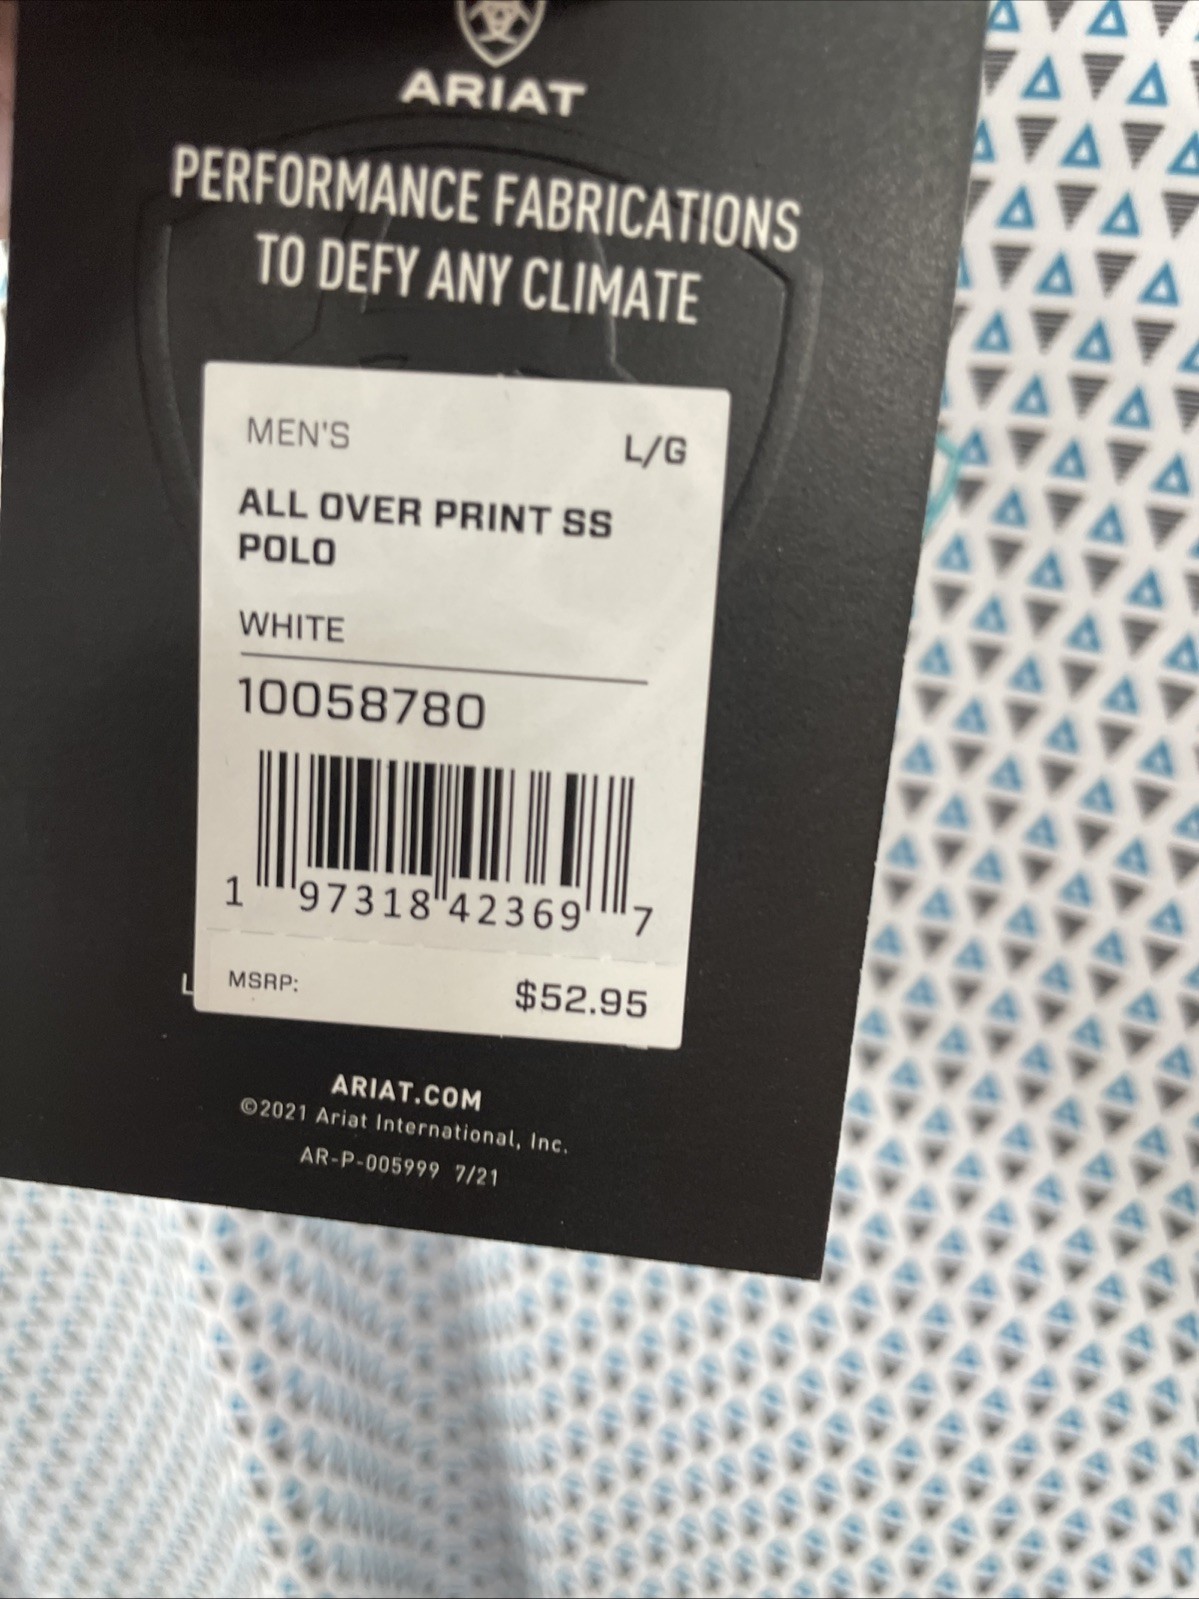 ARIAT
PERFORMANCE FABRICATIONS
TO DEFY ANY CLIMATE
MEN'S L/G
ALL OVER PRINT SS
POLO
WHITE
10058780
1 97318 42369 7
MSRP: $52.95
L
ARIAT.COM
©2021 Ariat International, Inc.
AR-P-005999 7/21